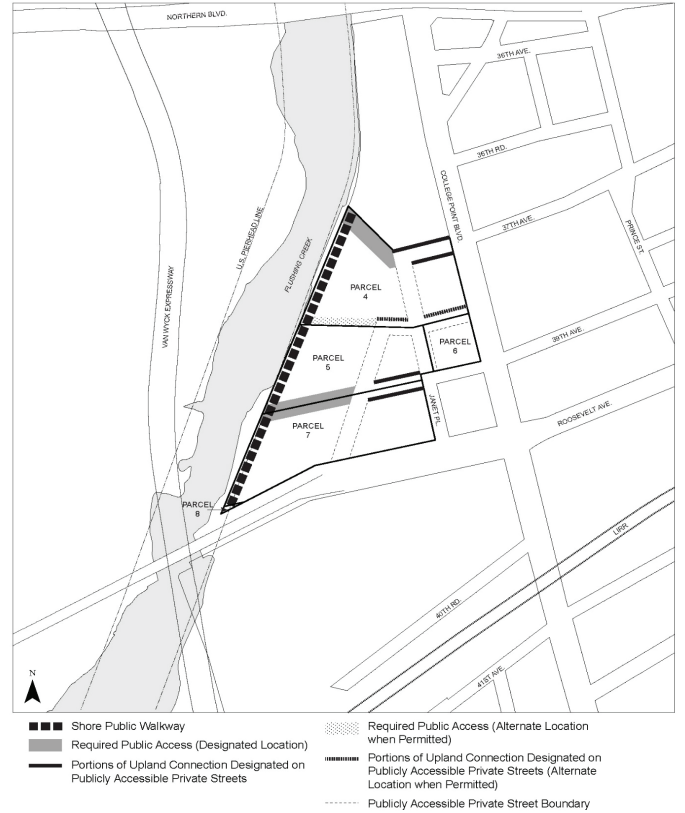 NORTHERN BLVD.
36TH AVE.
36TH RD.
COLLEGE POINT BLVD.
37TH AVE.
PRINCE ST.
U.S. PIERHEAD LINE
FLUSHING CREEK
VAN WYCK EXPRESSWAY
PARCEL
4
39TH AVE.
PARCEL
6
PARCEL
5
JANET PL.
ROOSEVELT AVE.
PARCEL
7
PARCEL
8
LIRR
40TH RD.
41ST AVE.
N
Shore Public Walkway
Required Public Access (Designated Location)
Portions of Upland Connection Designated on
Publicly Accessible Private Streets
Required Public Access (Alternate Location
when Permitted)
Portions of Upland Connection Designated on
Publicly Accessible Private Streets (Alternate
Location when Permitted)
Publicly Accessible Private Street Boundary